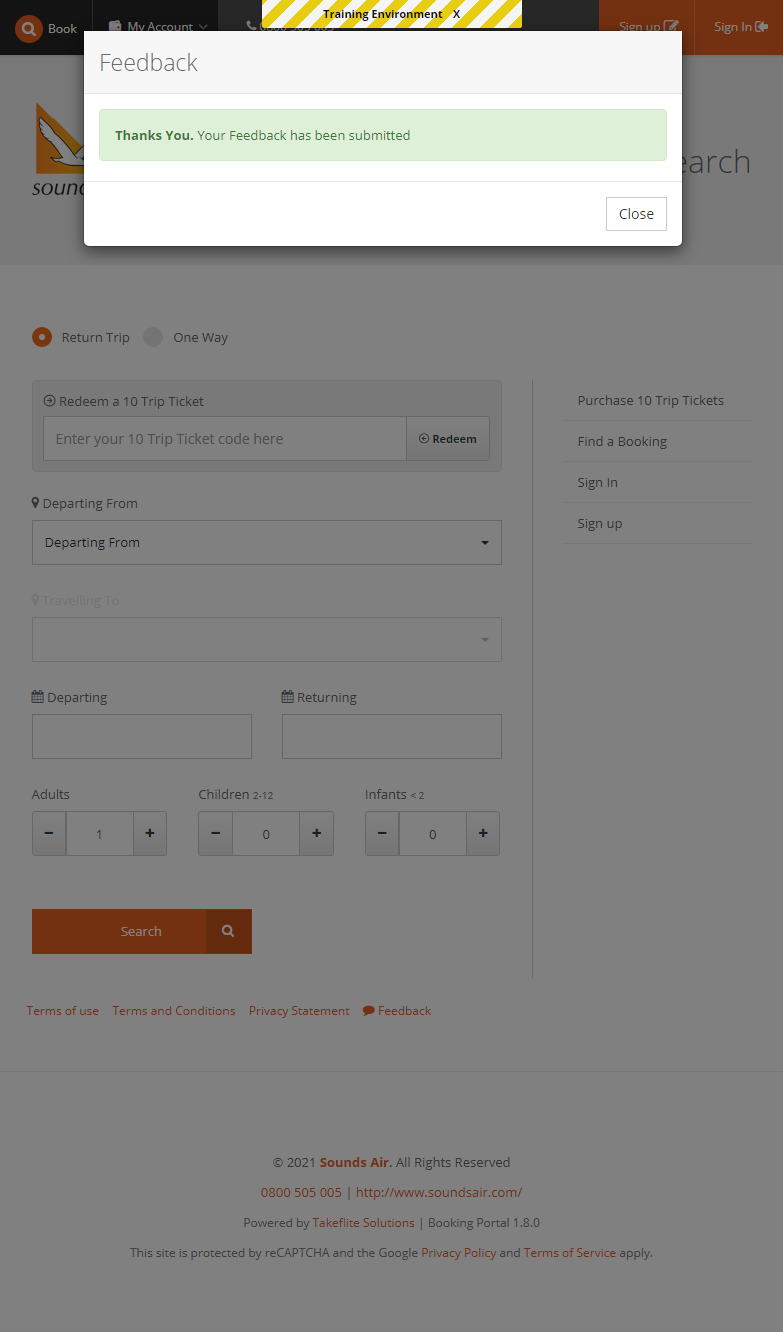 Training Environment X
Book
My Account
Sign up
Sign In
Feedback
Thanks You. Your Feedback has been submitted
Close
earch
Return Trip
One Way
Redeem a 10 Trip Ticket
Enter your 10 Trip Ticket code here
Redeem
Departing From
Departing From
Travelling To
Departing
Returning
Adults
Children 2-12
Infants < 2
− 1 +
− 0 +
− 0 +
Search
Purchase 10 Trip Tickets
Find a Booking
Sign In
Sign up
Terms of use
Terms and Conditions
Privacy Statement
Feedback
© 2021 Sounds Air. All Rights Reserved
0800 505 005 | http://www.soundsair.com/
Powered by Takeflite Solutions | Booking Portal 1.8.0
This site is protected by reCAPTCHA and the Google Privacy Policy and Terms of Service apply.